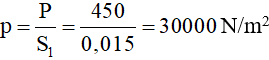 p = P/S₁ = 450/0,015 = 30000 N/m²